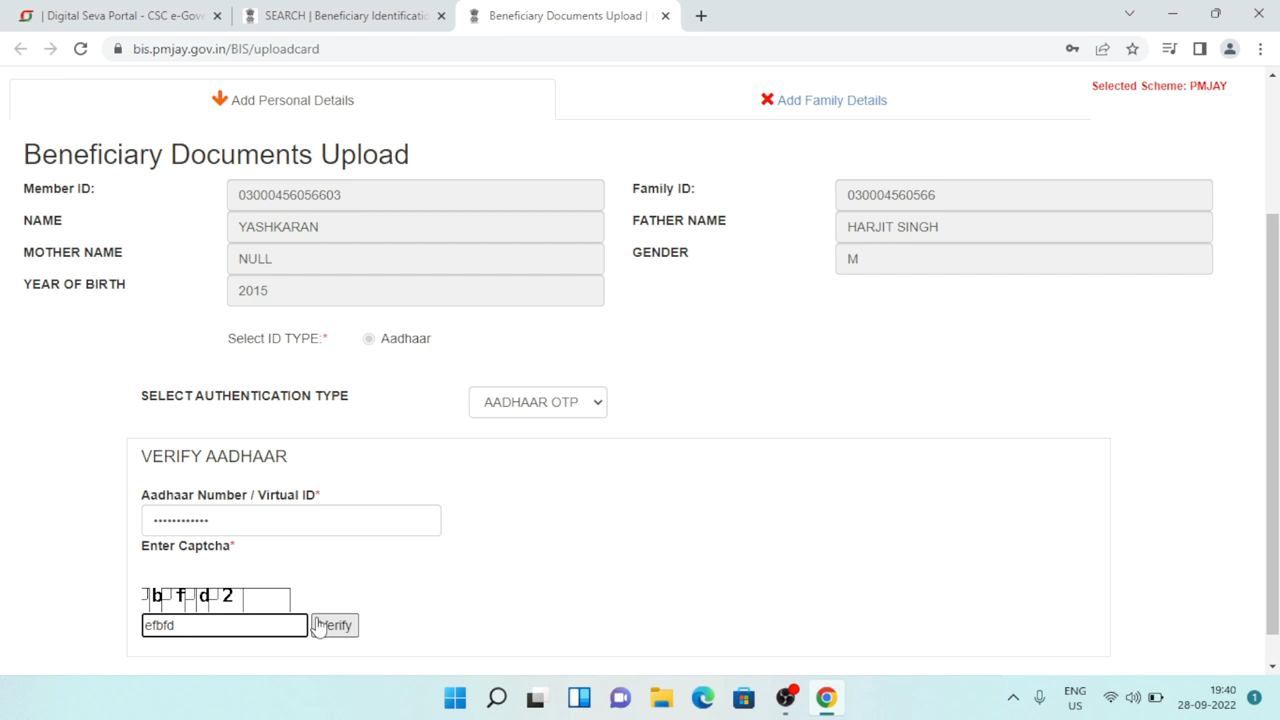 | Digital Seva Portal - CSC e-Gove
SEARCH | Beneficiary Identificatio
Beneficiary Documents Upload |
bis.pmjay.gov.in/BIS/uploadcard
Add Personal Details
Add Family Details
Selected Scheme: PMJAY
Beneficiary Documents Upload
Member ID: 03000456056603 Family ID: 030004560566
NAME YASHKARAN FATHER NAME HARJIT SINGH
MOTHER NAME NULL GENDER M
YEAR OF BIRTH 2015
Select ID TYPE:* Aadhaar
SELECT AUTHENTICATION TYPE AADHAAR OTP
VERIFY AADHAAR
Aadhaar Number / Virtual ID*
••••••••••••
Enter Captcha*
b f d 2
efbfd
Verify
ENG
US
19:40
28-09-2022
1